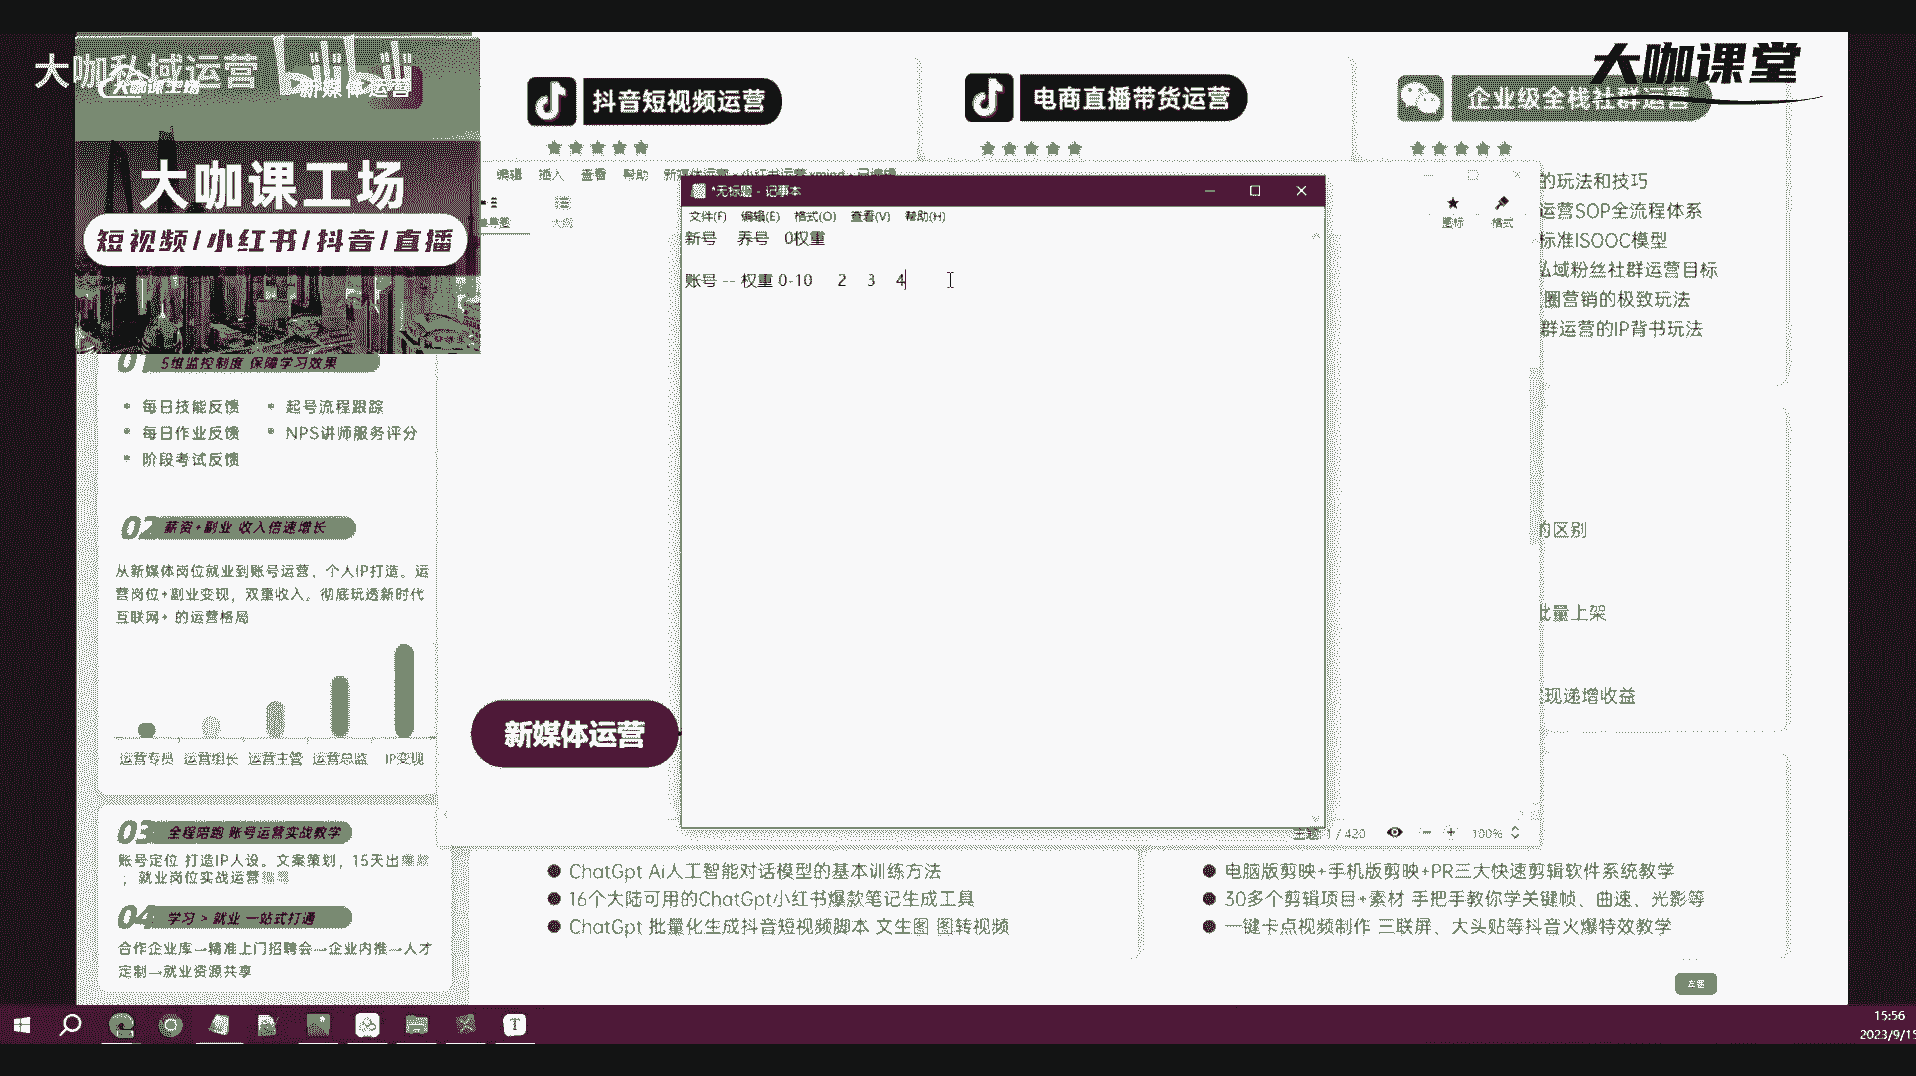 大咖私域运营
大咖课工场
新媒体运营
大咖课工场
短视频/小红书/抖音/直播
大咖课堂
抖音短视频运营
电商直播带货运营
企业级全栈社群运营
编辑 插入 查看 帮助
大纲
图标 格式
*无标题 - 记事本
文件(F) 编辑(E) 格式(O) 查看(V) 帮助(H)
新号 养号 0权重
账号 -- 权重 0-10 2 3 4
的玩法和技巧
运营SOP全流程体系
标准ISOOC模型
私域粉丝社群运营目标
圈营销的极致玩法
群运营的IP背书玩法
的区别
批量上架
现递增收益
01 5维监控制度 保障学习效果
每日技能反馈 起号流程跟踪
每日作业反馈 NPS讲师服务评分
阶段考试反馈
02 薪资+副业 收入倍速增长
从新媒体岗位就业到账号运营，个人IP打造。运
营岗位+副业变现，双重收入。彻底玩透新时代
互联网+ 的运营格局
运营专员 运营组长 运营主管 运营总监 IP变现
新媒体运营
03 全程陪跑 账号运营实战教学
账号定位 打造IP人设。文案策划，15天出爆款
，就业岗位实战运营
04 学习 > 就业 一站式打通
合作企业库→精准上门招聘会→企业内推→人才
定制→就业资源共享
主题 1 / 420 100%
ChatGpt Ai人工智能对话模型的基本训练方法
16个大陆可用的ChatGpt小红书爆款笔记生成工具
ChatGpt 批量化生成抖音短视频脚本 文生图 图转视频
电脑版剪映+手机版剪映+PR三大快速剪辑软件系统教学
30多个剪辑项目+素材 手把手教你学关键帧、曲速、光影等
一键卡点视频制作 三联屏、大头贴等抖音火爆特效教学
15:56
2023/9/15